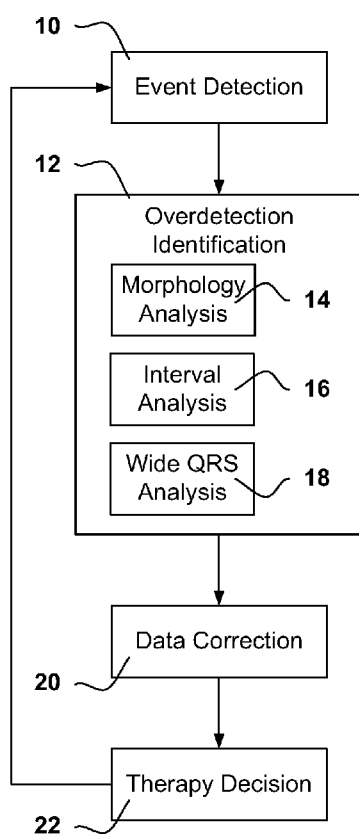 10
Event Detection
12
Overdetection
Identification
Morphology
Analysis
14
Interval
Analysis
16
Wide QRS
Analysis
18
Data Correction
20
Therapy Decision
22